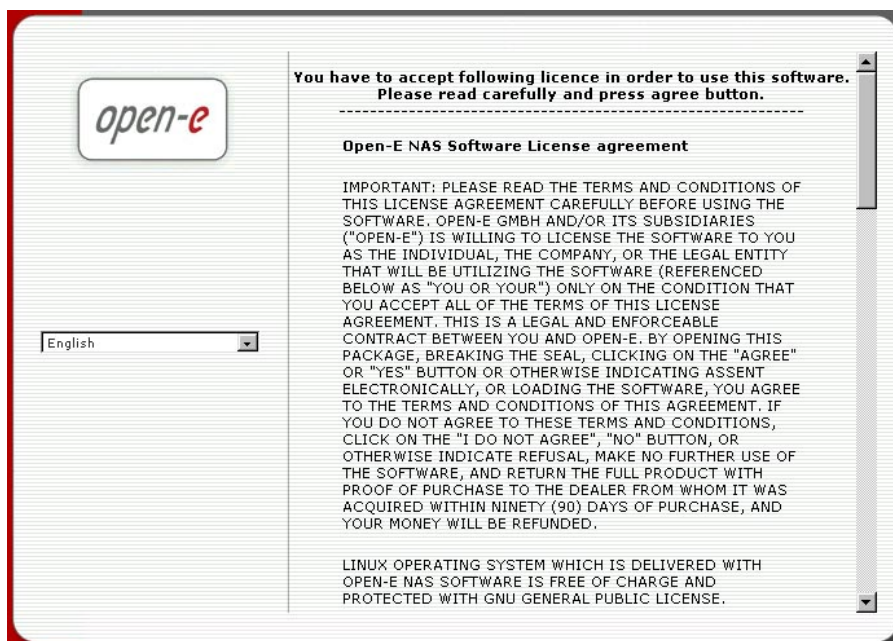 open-e
English
You have to accept following licence in order to use this software.
Please read carefully and press agree button.
----------------------------------------------------------
Open-E NAS Software License agreement
IMPORTANT: PLEASE READ THE TERMS AND CONDITIONS OF
THIS LICENSE AGREEMENT CAREFULLY BEFORE USING THE
SOFTWARE. OPEN-E GMBH AND/OR ITS SUBSIDIARIES
("OPEN-E") IS WILLING TO LICENSE THE SOFTWARE TO YOU
AS THE INDIVIDUAL, THE COMPANY, OR THE LEGAL ENTITY
THAT WILL BE UTILIZING THE SOFTWARE (REFERENCED
BELOW AS "YOU OR YOUR") ONLY ON THE CONDITION THAT
YOU ACCEPT ALL OF THE TERMS OF THIS LICENSE
AGREEMENT. THIS IS A LEGAL AND ENFORCEABLE
CONTRACT BETWEEN YOU AND OPEN-E. BY OPENING THIS
PACKAGE, BREAKING THE SEAL, CLICKING ON THE "AGREE"
OR "YES" BUTTON OR OTHERWISE INDICATING ASSENT
ELECTRONICALLY, OR LOADING THE SOFTWARE, YOU AGREE
TO THE TERMS AND CONDITIONS OF THIS AGREEMENT. IF
YOU DO NOT AGREE TO THESE TERMS AND CONDITIONS,
CLICK ON THE "I DO NOT AGREE", "NO" BUTTON, OR
OTHERWISE INDICATE REFUSAL, MAKE NO FURTHER USE OF
THE SOFTWARE, AND RETURN THE FULL PRODUCT WITH
PROOF OF PURCHASE TO THE DEALER FROM WHOM IT WAS
ACQUIRED WITHIN NINETY (90) DAYS OF PURCHASE, AND
YOUR MONEY WILL BE REFUNDED.
LINUX OPERATING SYSTEM WHICH IS DELIVERED WITH
OPEN-E NAS SOFTWARE IS FREE OF CHARGE AND
PROTECTED WITH GNU GENERAL PUBLIC LICENSE.